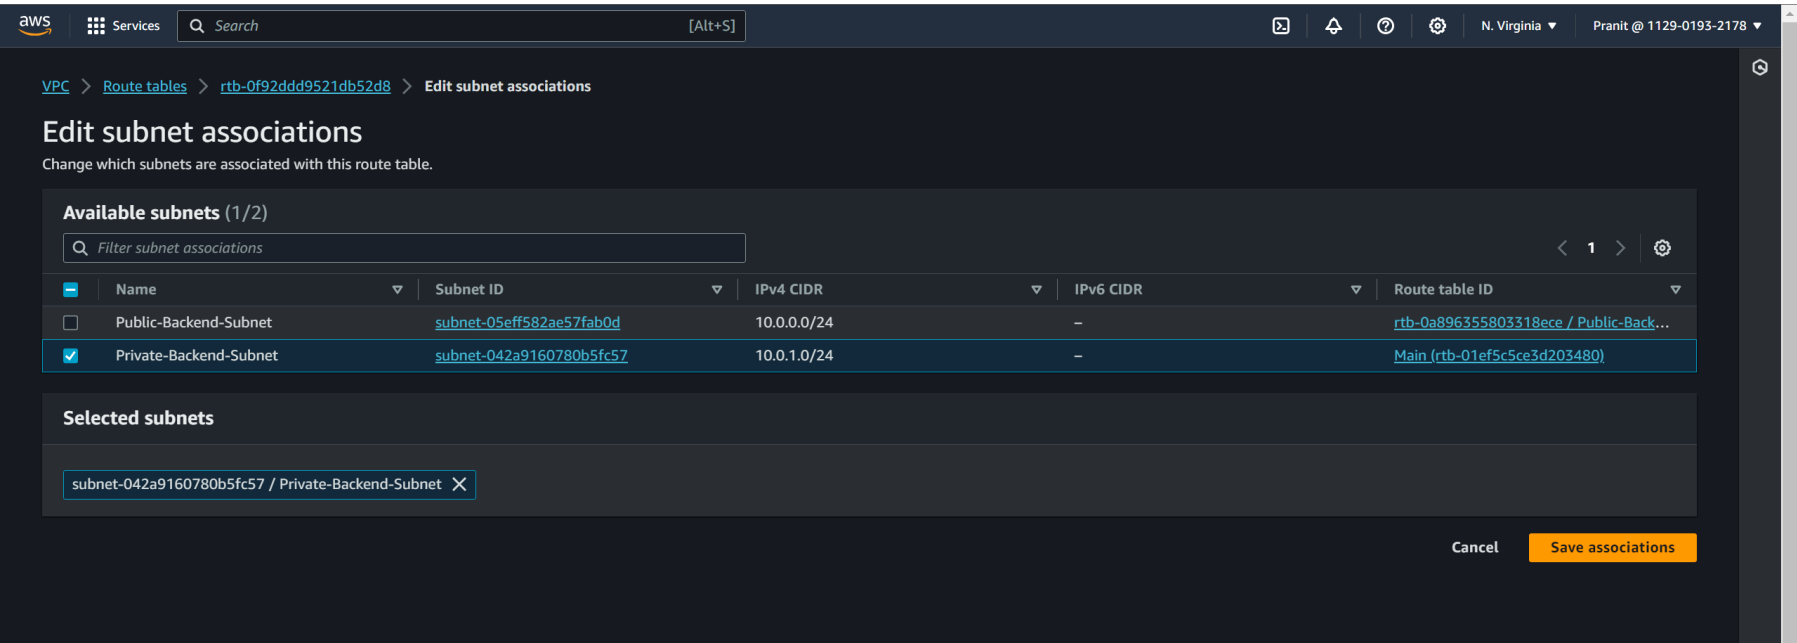 aws Services Search [Alt+S] N. Virginia Pranit @ 1129-0193-2178
VPC Route tables rtb-0f92ddd9521db52d8 Edit subnet associations
Edit subnet associations
Change which subnets are associated with this route table.
Available subnets (1/2)
Filter subnet associations 1
Name Subnet ID IPv4 CIDR IPv6 CIDR Route table ID
Public-Backend-Subnet subnet-05eff582ae57fab0d 10.0.0.0/24 – rtb-0a896355803318ece / Public-Back...
Private-Backend-Subnet subnet-042a9160780b5fc57 10.0.1.0/24 – Main (rtb-01ef5c5ce3d203480)
Selected subnets
subnet-042a9160780b5fc57 / Private-Backend-Subnet
Cancel Save associations